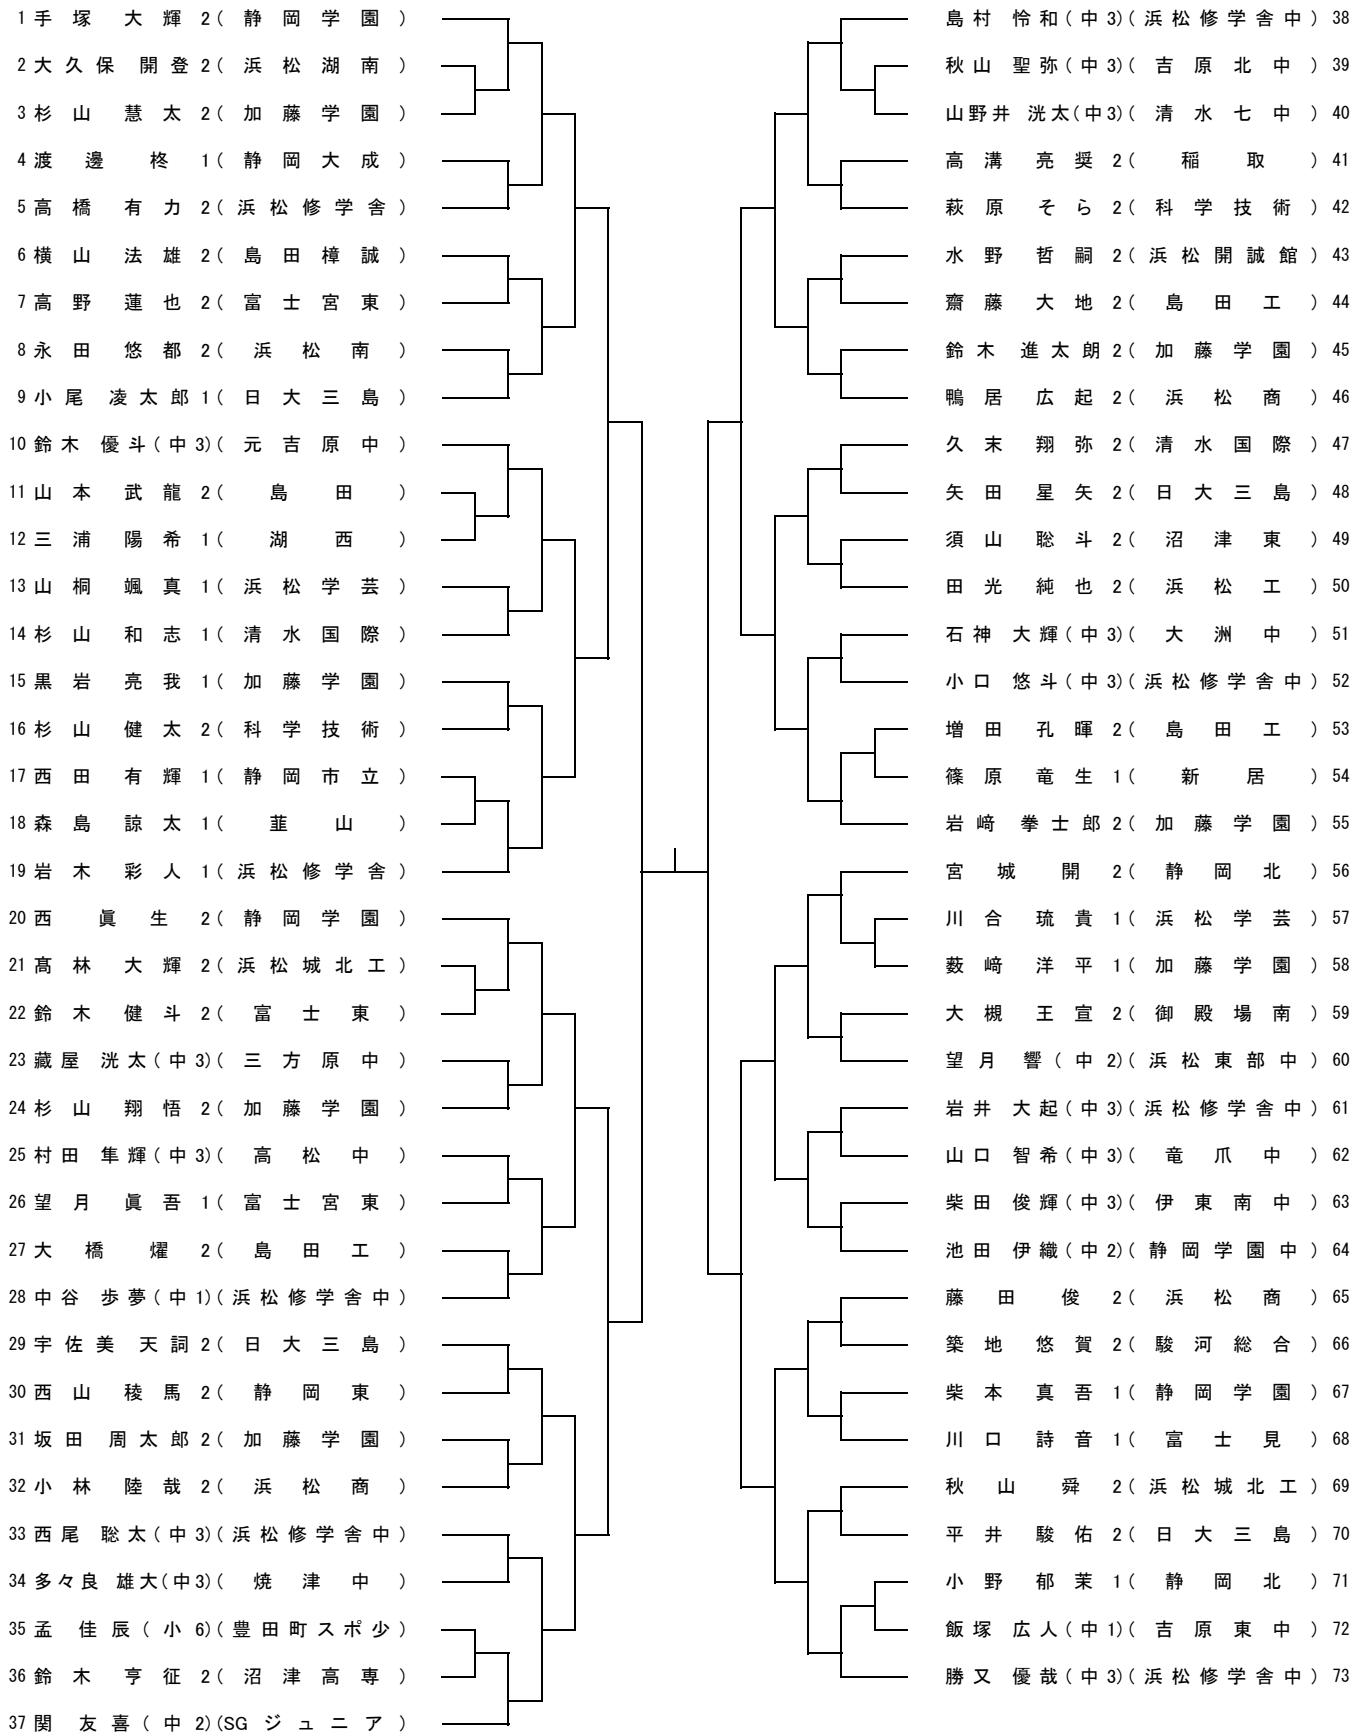 1 手塚 大輝 2 ( 静岡学園 )
2 大久保 開登 2 ( 浜松湖南 )
3 杉山 慧太 2 ( 加藤学園 )
4 渡邊 柊 1 ( 静岡大成 )
5 高橋 有力 2 ( 浜松修学舎 )
6 横山 法雄 2 ( 島田樟誠 )
7 高野 蓮也 2 ( 富士宮東 )
8 永田 悠都 2 ( 浜松南 )
9 小尾 凌太郎 1 ( 日大三島 )
10 鈴木 優斗 (中3) ( 元吉原中 )
11 山本 武龍 2 ( 島田 )
12 三浦 陽希 1 ( 湖西 )
13 山桐 颯真 1 ( 浜松学芸 )
14 杉山 和志 1 ( 清水国際 )
15 黒岩 亮我 1 ( 加藤学園 )
16 杉山 健太 2 ( 科学技術 )
17 西田 有輝 1 ( 静岡市立 )
18 森島 諒太 1 ( 韮山 )
19 岩木 彩人 1 ( 浜松修学舎 )
20 西 眞生 2 ( 静岡学園 )
21 髙林 大輝 2 ( 浜松城北工 )
22 鈴木 健斗 2 ( 富士東 )
23 藏屋 洸太 (中3) ( 三方原中 )
24 杉山 翔悟 2 ( 加藤学園 )
25 村田 隼輝 (中3) ( 高松中 )
26 望月 眞吾 1 ( 富士宮東 )
27 大橋 燿 2 ( 島田工 )
28 中谷 歩夢 (中1) ( 浜松修学舎中 )
29 宇佐美 天詞 2 ( 日大三島 )
30 西山 稜馬 2 ( 静岡東 )
31 坂田 周太郎 2 ( 加藤学園 )
32 小林 陸哉 2 ( 浜松商 )
33 西尾 聡太 (中3) ( 浜松修学舎中 )
34 多々良 雄大 (中3) ( 焼津中 )
35 孟 佳辰 (小6) ( 豊田町スポ少 )
36 鈴木 亨征 2 ( 沼津高専 )
37 関 友喜 (中2) (SGジュニア )
島村 怜和 (中3) ( 浜松修学舎中 ) 38
秋山 聖弥 (中3) ( 吉原北中 ) 39
山野井 洸太 (中3) ( 清水七中 ) 40
高溝 亮奨 2 ( 稲取 ) 41
萩原 そら 2 ( 科学技術 ) 42
水野 哲嗣 2 ( 浜松開誠館 ) 43
齋藤 大地 2 ( 島田工 ) 44
鈴木 進太朗 2 ( 加藤学園 ) 45
鴨居 広起 2 ( 浜松商 ) 46
久末 翔弥 2 ( 清水国際 ) 47
矢田 星矢 2 ( 日大三島 ) 48
須山 聡斗 2 ( 沼津東 ) 49
田光 純也 2 ( 浜松工 ) 50
石神 大輝 (中3) ( 大洲中 ) 51
小口 悠斗 (中3) ( 浜松修学舎中 ) 52
増田 孔暉 2 ( 島田工 ) 53
篠原 竜生 1 ( 新居 ) 54
岩﨑 拳士郎 2 ( 加藤学園 ) 55
宮城 開 2 ( 静岡北 ) 56
川合 琉貴 1 ( 浜松学芸 ) 57
薮﨑 洋平 1 ( 加藤学園 ) 58
大槻 王宣 2 ( 御殿場南 ) 59
望月 響 (中2) ( 浜松東部中 ) 60
岩井 大起 (中3) ( 浜松修学舎中 ) 61
山口 智希 (中3) ( 竜爪中 ) 62
柴田 俊輝 (中3) ( 伊東南中 ) 63
池田 伊織 (中2) ( 静岡学園中 ) 64
藤田 俊 2 ( 浜松商 ) 65
築地 悠賀 2 ( 駿河総合 ) 66
柴本 真吾 1 ( 静岡学園 ) 67
川口 詩音 1 ( 富士見 ) 68
秋山 舜 2 ( 浜松城北工 ) 69
平井 駿佑 2 ( 日大三島 ) 70
小野 郁茉 1 ( 静岡北 ) 71
飯塚 広人 (中1) ( 吉原東中 ) 72
勝又 優哉 (中3) ( 浜松修学舎中 ) 73